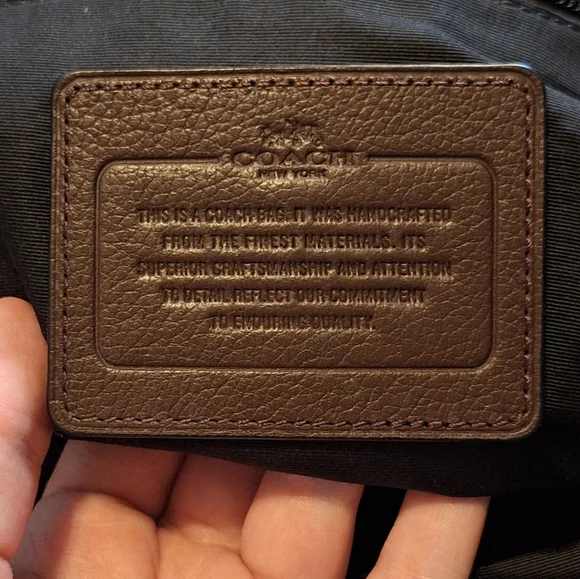 COACH
NEW YORK
THIS IS A COACH BAG. IT WAS HANDCRAFTED
FROM THE FINEST MATERIALS. ITS
SUPERIOR CRAFTSMANSHIP AND ATTENTION
TO DETAIL REFLECT OUR COMMITMENT
TO ENDURING QUALITY.